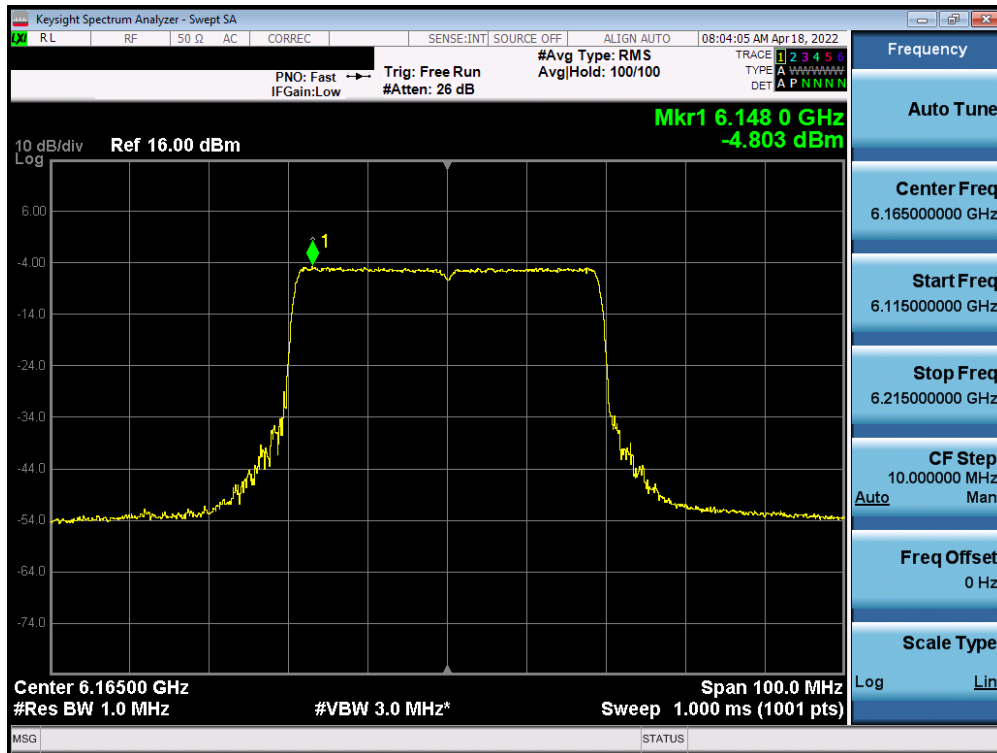 Keysight Spectrum Analyzer - Swept SA
LXI RL RF 50 Ω AC CORREC SENSE:INT SOURCE OFF ALIGN AUTO 08:04:05 AM Apr 18, 2022
PNO: Fast
IFGain:Low
Trig: Free Run
#Atten: 26 dB
#Avg Type: RMS
Avg|Hold: 100/100
TRACE 1 2 3 4 5 6
TYPE A WWWWW
DET A P N N N N
Mkr1 6.148 0 GHz
-4.803 dBm
10 dB/div Ref 16.00 dBm
Log
1
6.00
-4.00
-14.0
-24.0
-34.0
-44.0
-54.0
-64.0
-74.0
Center 6.16500 GHz Span 100.0 MHz
#Res BW 1.0 MHz #VBW 3.0 MHz* Sweep 1.000 ms (1001 pts)
MSG STATUS
Frequency
Auto Tune
Center Freq
6.165000000 GHz
Start Freq
6.115000000 GHz
Stop Freq
6.215000000 GHz
CF Step
10.000000 MHz
Auto Man
Freq Offset
0 Hz
Scale Type
Log Lin